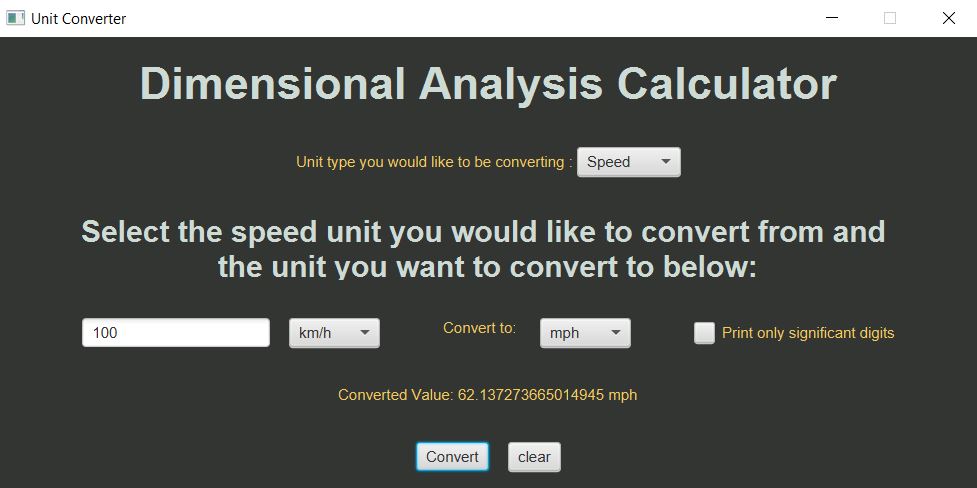 Unit Converter
Dimensional Analysis Calculator
Unit type you would like to be converting : Speed
Select the speed unit you would like to convert from and
the unit you want to convert to below:
100 km/h Convert to: mph Print only significant digits
Converted Value: 62.137273665014945 mph
Convert clear